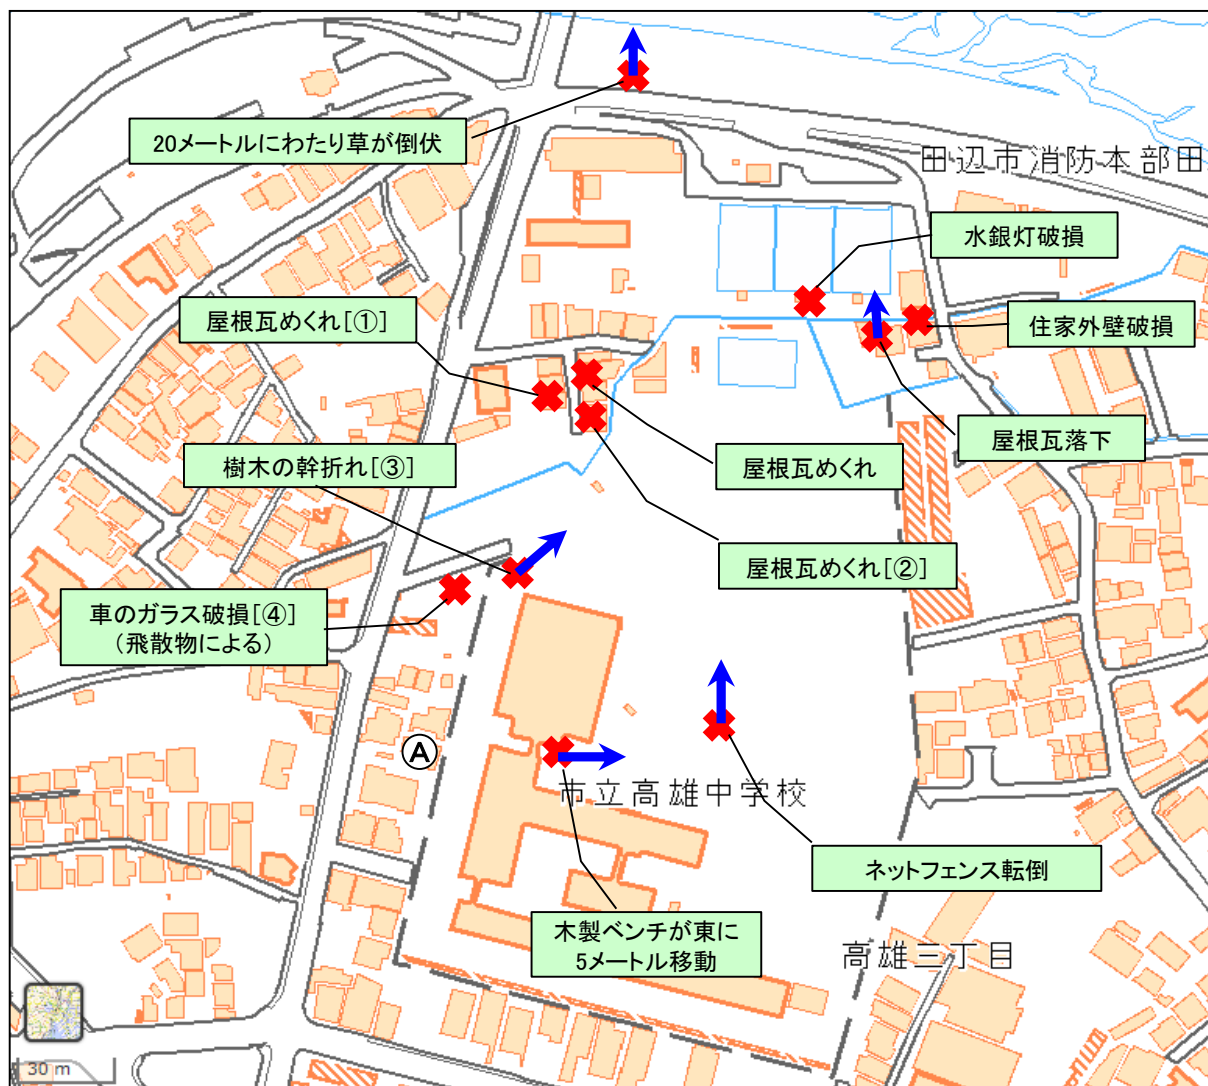 20メートルにわたり草が倒伏
田辺市消防本部田
水銀灯破損
屋根瓦めくれ[①]
住家外壁破損
屋根瓦落下
樹木の幹折れ[③]
屋根瓦めくれ
屋根瓦めくれ[②]
車のガラス破損[④]
(飛散物による)
Ⓐ
市立高雄中学校
ネットフェンス転倒
木製ベンチが東に
5メートル移動
高雄三丁目
30 m